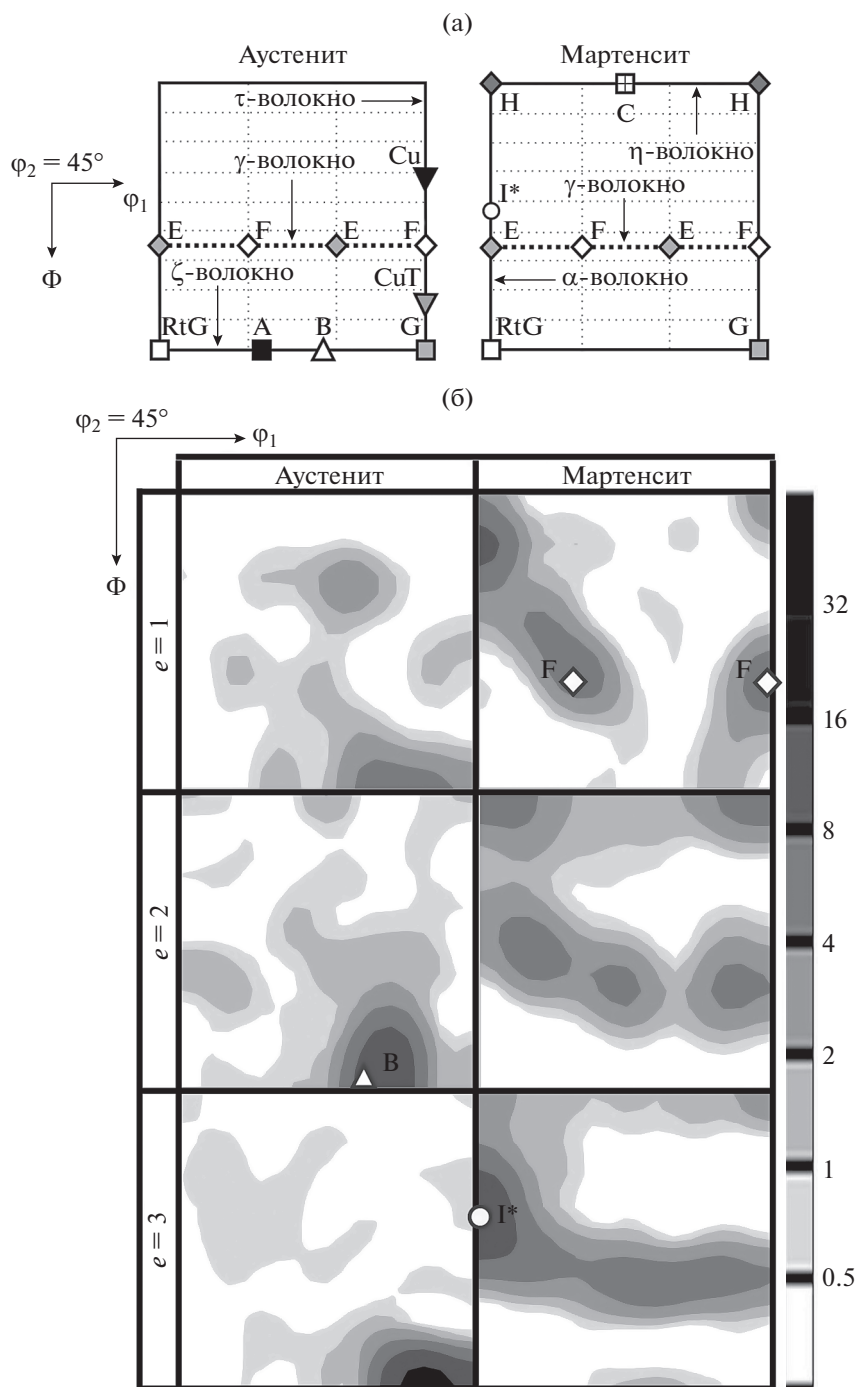 (а)
Аустенит
Мартенсит
τ-волокно
H
C
H
η-волокно
Cu
γ-волокно
γ-волокно
φ2 = 45°
φ1
I*
E
F
E
F
E
F
E
F
Φ
ζ-волокно
CuT
α-волокно
RtG
A
B
G
RtG
G
(б)
φ2 = 45°
φ1
Аустенит
Мартенсит
Φ
e = 1
F
F
32
16
8
e = 2
B
4
2
1
e = 3
I*
0.5